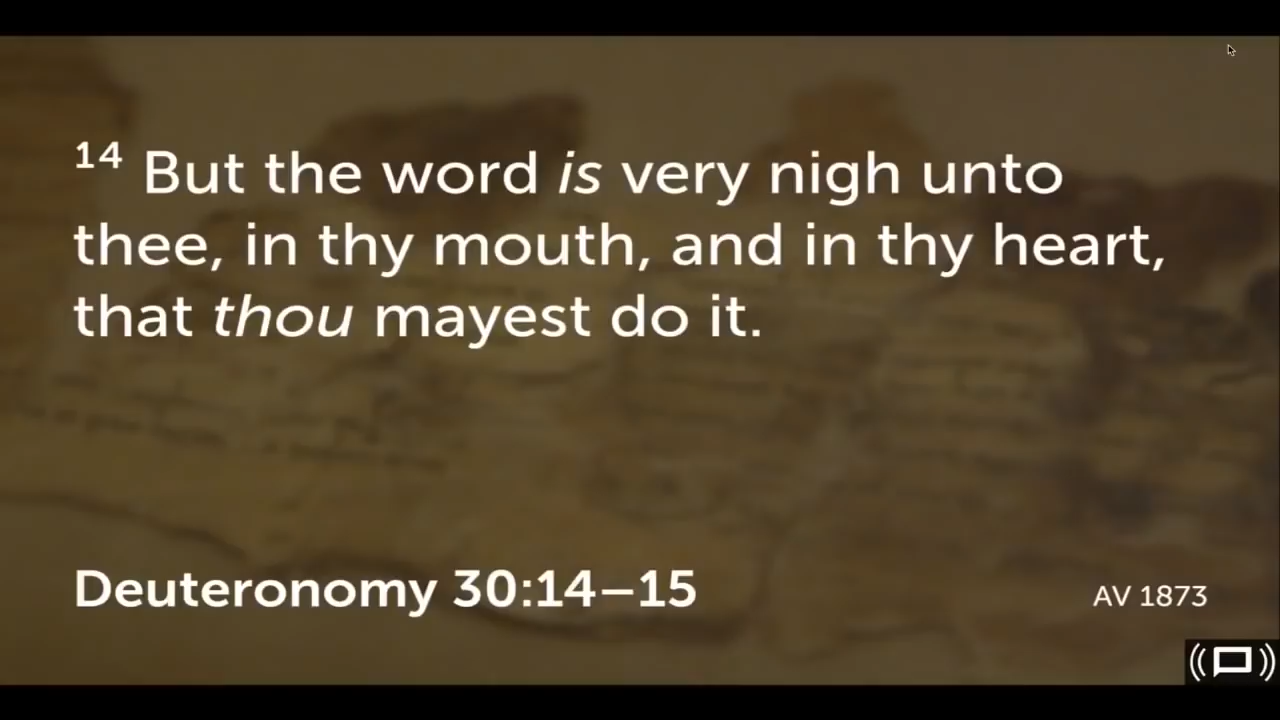 14 But the word is very nigh unto
thee, in thy mouth, and in thy heart,
that thou mayest do it.
Deuteronomy 30:14–15
AV 1873